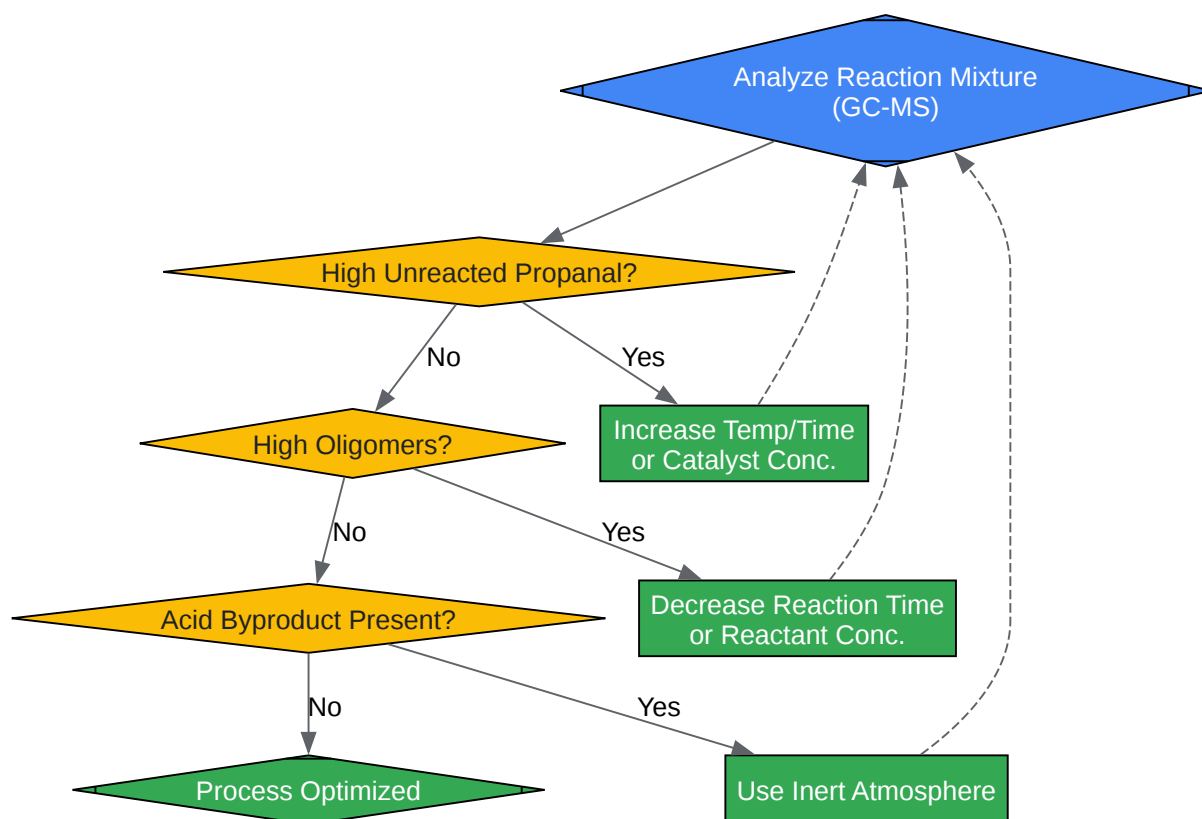 Analyze Reaction Mixture
(GC-MS)
High Unreacted Propanal?
No
Yes
Increase Temp/Time
or Catalyst Conc.
High Oligomers?
No
Yes
Decrease Reaction Time
or Reactant Conc.
Acid Byproduct Present?
No
Yes
Process Optimized
Use Inert Atmosphere